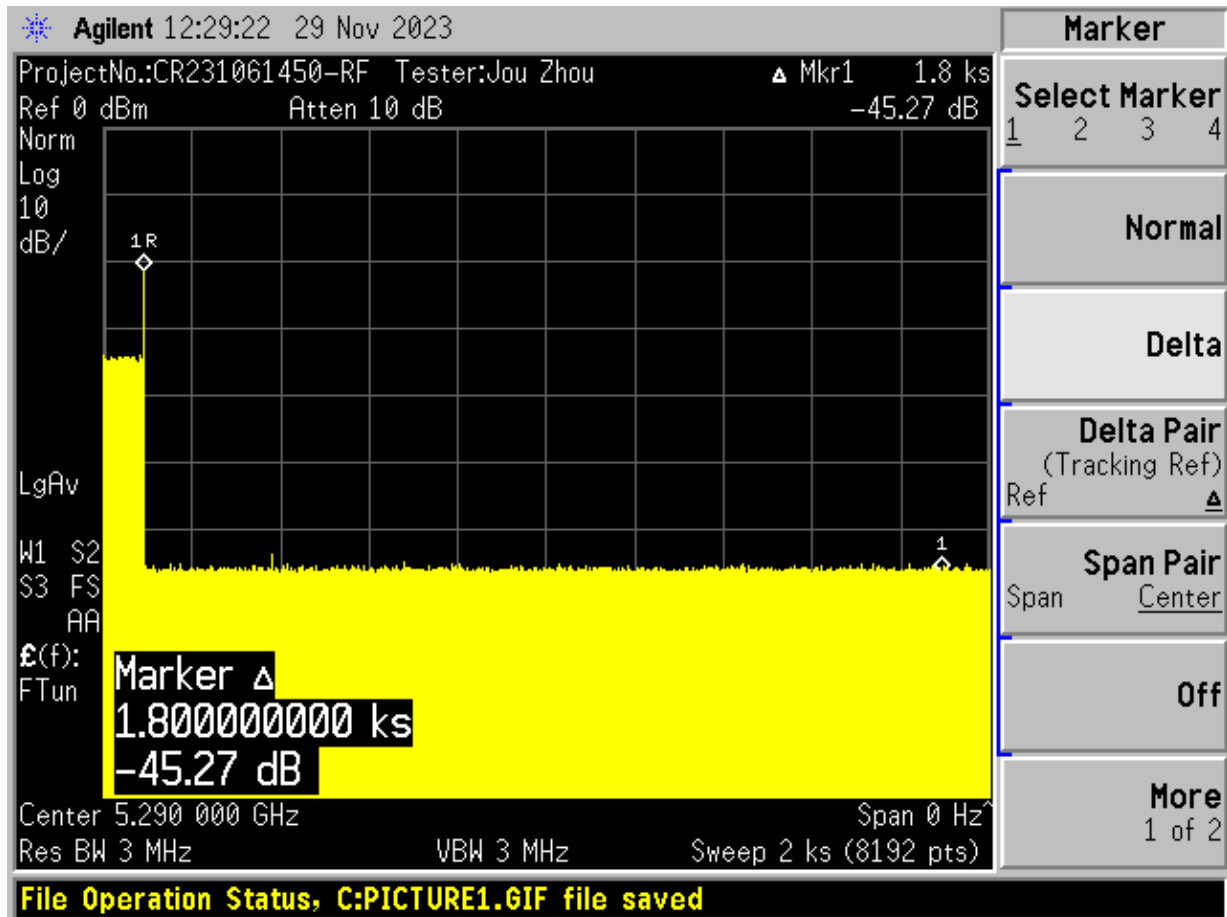 Agilent 12:29:22 29 Nov 2023
Marker
ProjectNo.:CR231061450-RF Tester:Jou Zhou
▵ Mkr1 1.8 ks
Ref 0 dBm Atten 10 dB -45.27 dB
Norm
Log
10
dB/
1R
LgAv
1
W1 S2
S3 FS
AA
£(f):
FTun
Marker ▵
1.800000000 ks
-45.27 dB
Center 5.290 000 GHz Span 0 Hz^
Res BW 3 MHz VBW 3 MHz Sweep 2 ks (8192 pts)
Select Marker
1 2 3 4
Normal
Delta
Delta Pair
(Tracking Ref)
Ref ▵
Span Pair
Span Center
Off
More
1 of 2
File Operation Status, C:PICTURE1.GIF file saved